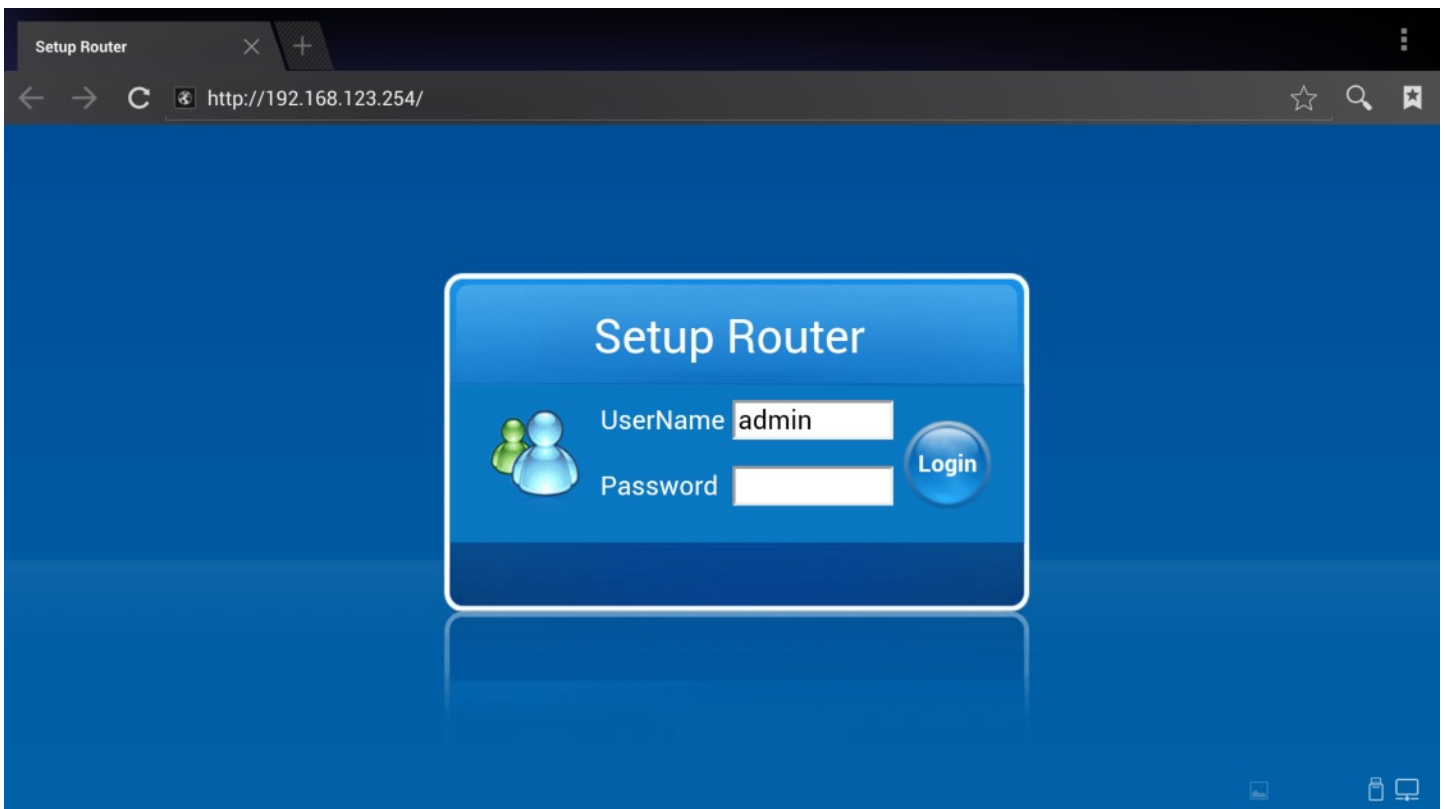 Setup Router
http://192.168.123.254/
Setup Router
UserName admin
Password
Login